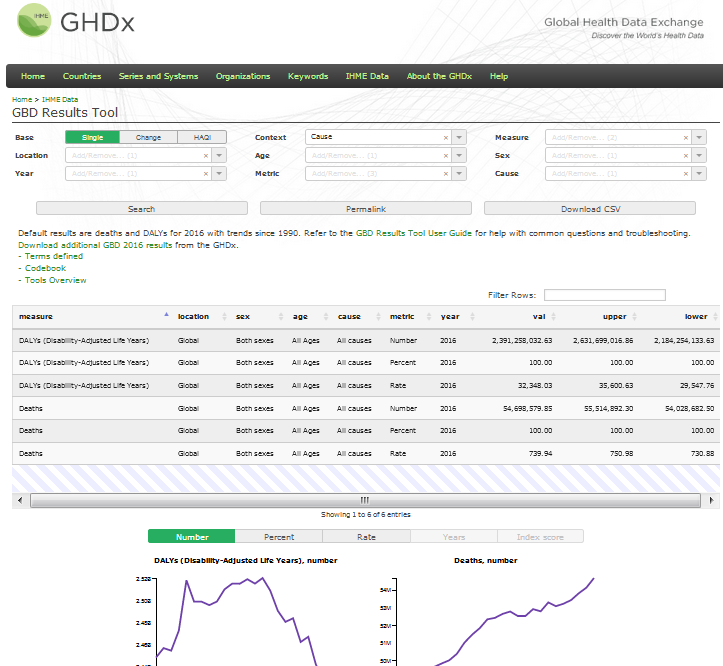 IHME
GHDx
Global Health Data Exchange
Discover the World's Health Data
Home Countries Series and Systems Organizations Keywords IHME Data About the GHDx Help
Home > IHME Data
GBD Results Tool
Base Single Change HAQI Context Cause × Measure Add/Remove... (2) ×
Location Add/Remove... (1) × Age Add/Remove... (1) × Sex Add/Remove... (1) ×
Year Add/Remove... (1) × Metric Add/Remove... (3) × Cause Add/Remove... (1) ×
Search Permalink Download CSV
Default results are deaths and DALYs for 2016 with trends since 1990. Refer to the GBD Results Tool User Guide for help with common questions and troubleshooting.
Download additional GBD 2016 results from the GHDx.
- Terms defined
- Codebook
- Tools Overview
Filter Rows:
measure location sex age cause metric year val upper lower
DALYs (Disability-Adjusted Life Years) Global Both sexes All Ages All causes Number 2016 2,391,258,032.63 2,631,699,016.86 2,184,254,133.63
DALYs (Disability-Adjusted Life Years) Global Both sexes All Ages All causes Percent 2016 100.00 100.00 100.00
DALYs (Disability-Adjusted Life Years) Global Both sexes All Ages All causes Rate 2016 32,348.03 35,600.63 29,547.76
Deaths Global Both sexes All Ages All causes Number 2016 54,698,579.85 55,514,892.30 54,028,682.50
Deaths Global Both sexes All Ages All causes Percent 2016 100.00 100.00 100.00
Deaths Global Both sexes All Ages All causes Rate 2016 739.94 750.98 730.88
Showing 1 to 6 of 6 entries
Number Percent Rate Years Index score
DALYs (Disability-Adjusted Life Years), number Deaths, number
2.52B
2.50B 54M
2.48B 53M
2.46B 52M
51M
50M